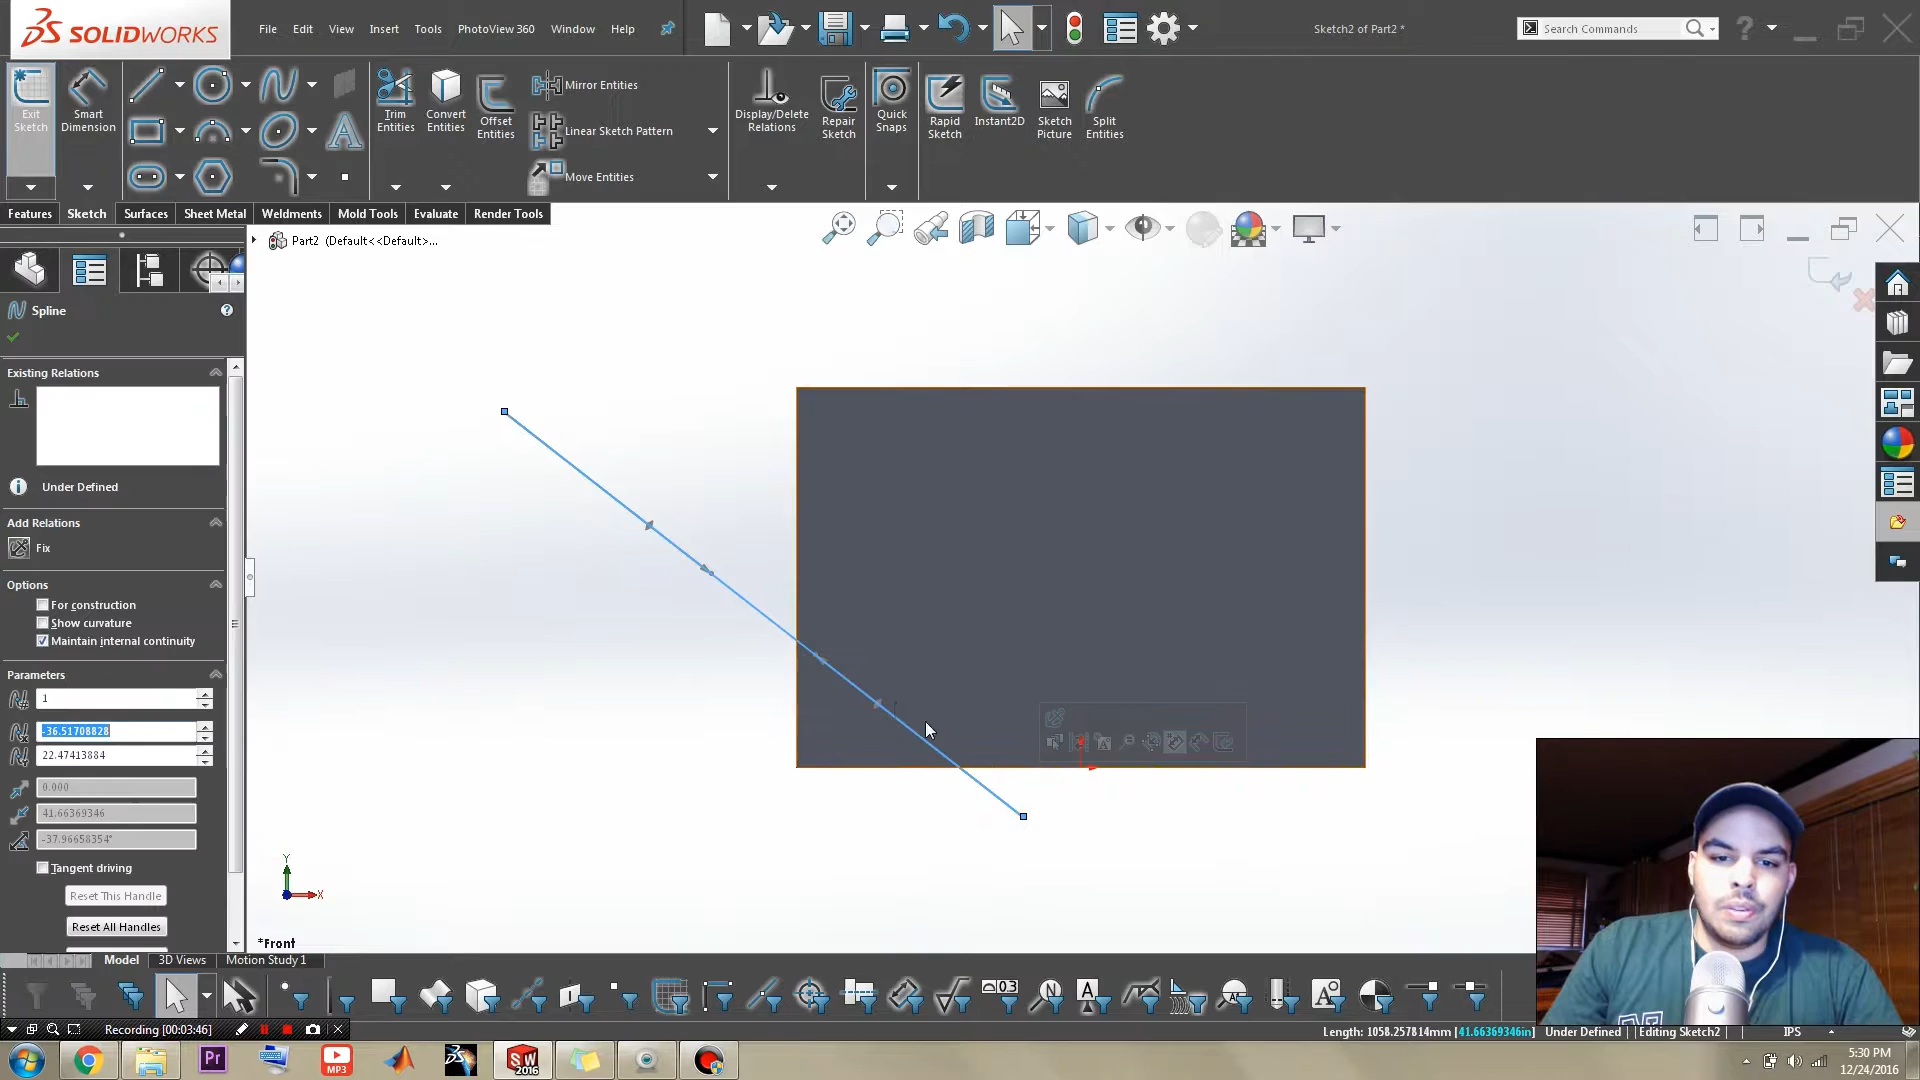 SOLIDWORKS
File Edit View Insert Tools PhotoView 360 Window Help
Sketch2 of Part2 *
Search Commands
Exit Sketch
Smart Dimension
Trim Entities
Convert Entities
Offset Entities
Mirror Entities
Linear Sketch Pattern
Move Entities
Display/Delete Relations
Repair Sketch
Quick Snaps
Rapid Sketch
Instant2D
Sketch Picture
Split Entities
Features Sketch Surfaces Sheet Metal Weldments Mold Tools Evaluate Render Tools
Part2 (Default<<Default>...
Spline
Existing Relations
Under Defined
Add Relations
Fix
Options
For construction
Show curvature
Maintain internal continuity
Parameters
1
-36.51708828
22.47413884
0.000
41.66369346
-37.96658354°
Tangent driving
Reset This Handle
Reset All Handles
Y
X
*Front
Model 3D Views Motion Study 1
Recording [00:03:46]
Length: 1058.257814mm [41.66369346in] Under Defined Editing Sketch2 IPS
Pr
MP3
SW
2016
5:30 PM
12/24/2016